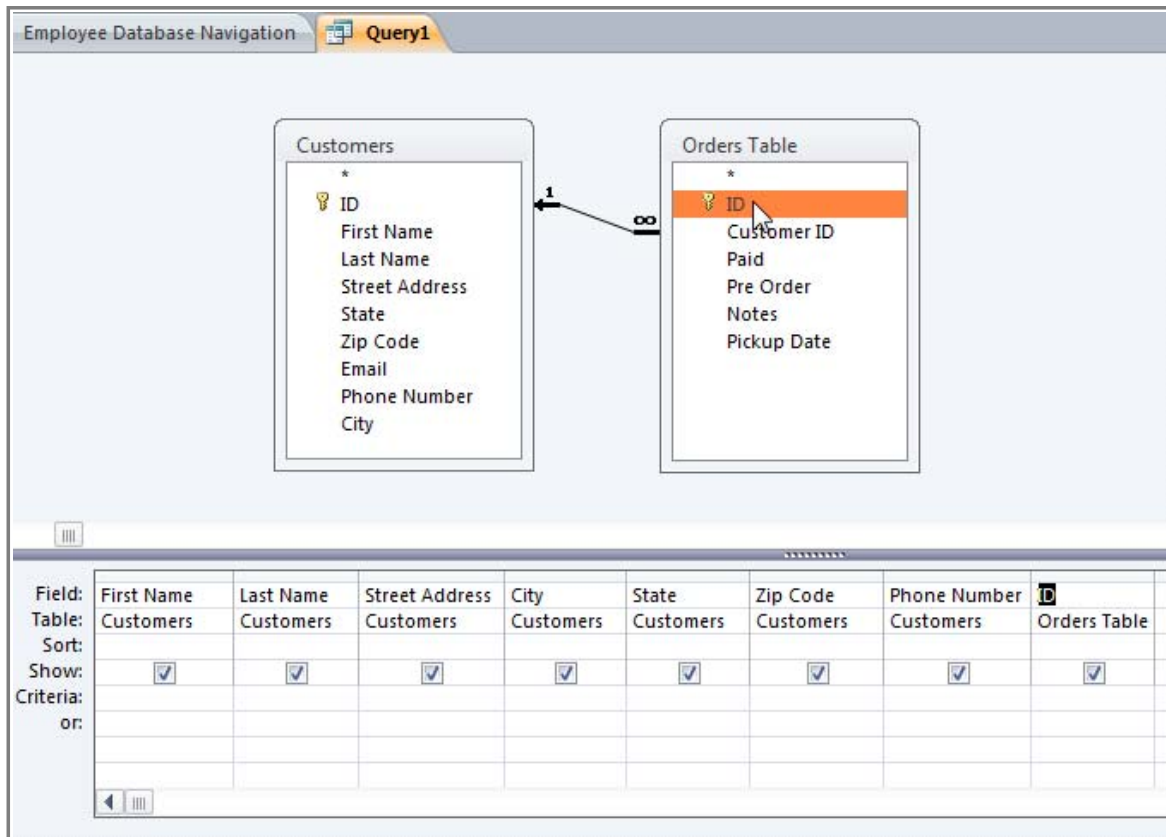 Employee Database Navigation Query1
Customers
*
ID
First Name
Last Name
Street Address
State
Zip Code
Email
Phone Number
City
1
∞
Orders Table
*
ID
Customer ID
Paid
Pre Order
Notes
Pickup Date
Field: First Name Last Name Street Address City State Zip Code Phone Number ID
Table: Customers Customers Customers Customers Customers Customers Customers Orders Table
Sort:
Show:
Criteria:
or: